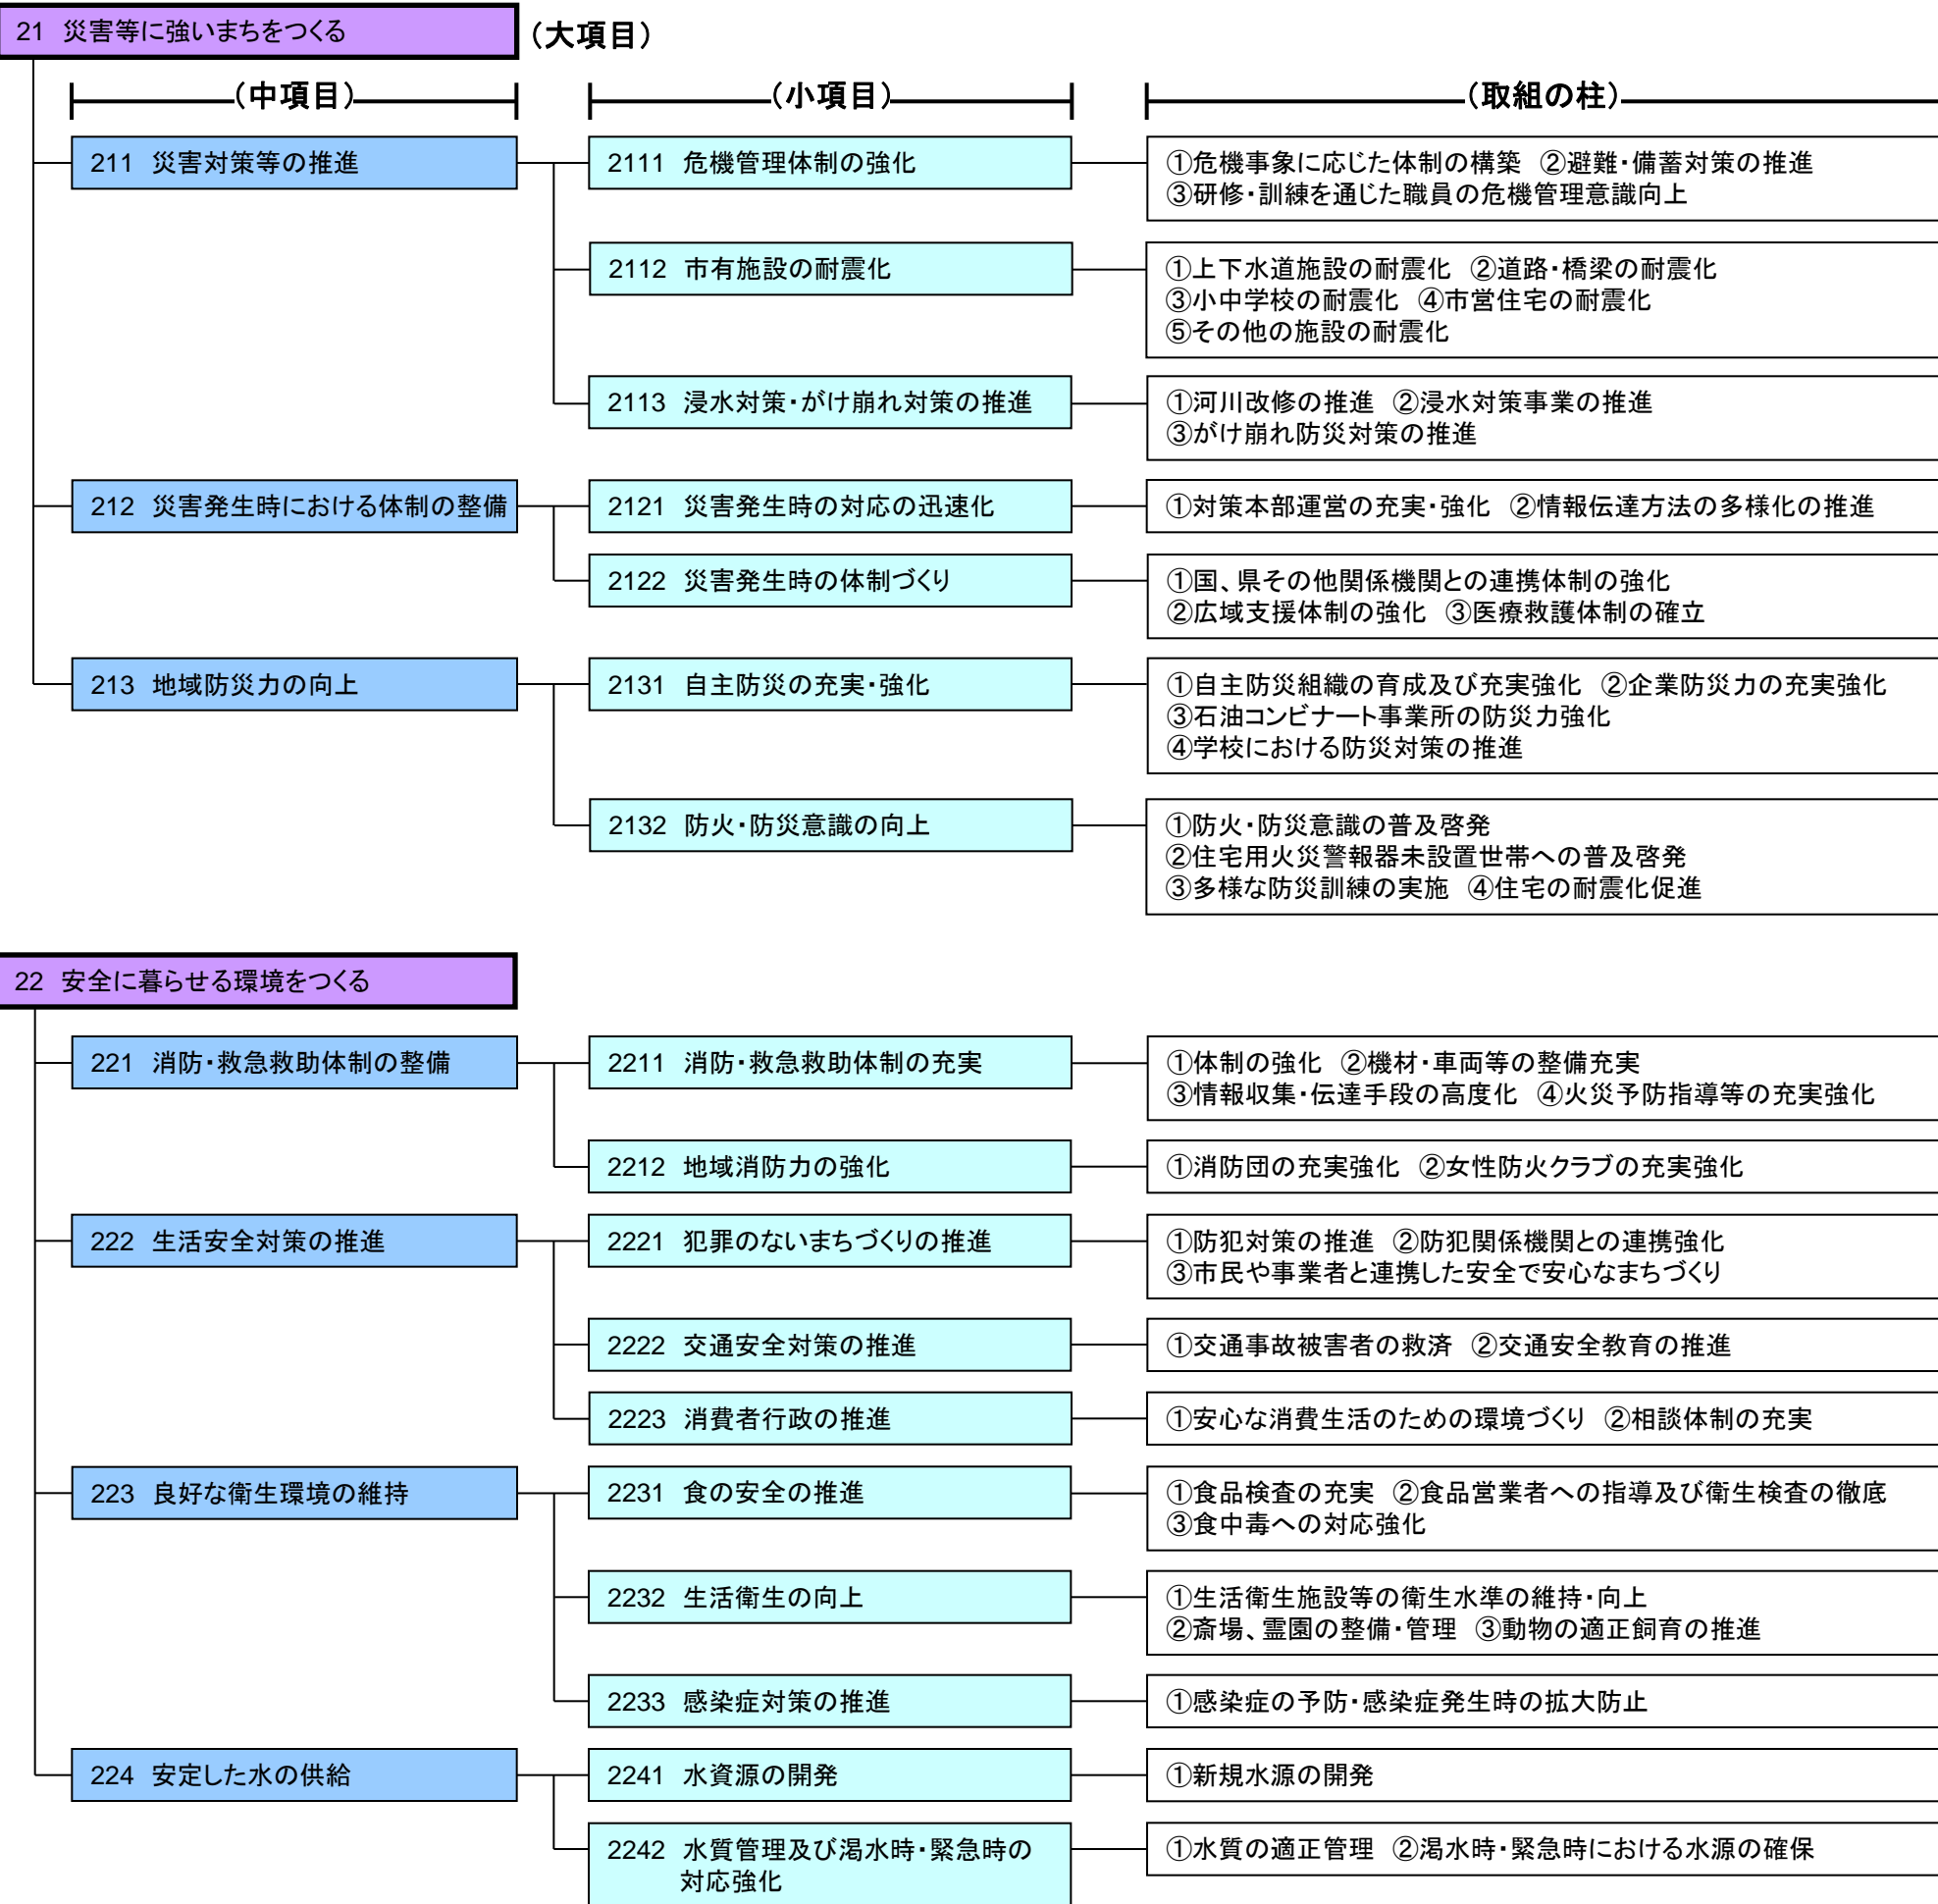 21 災害等に強いまちをつくる
（大項目）
（中項目）
（小項目）
（取組の柱）
211 災害対策等の推進
2111 危機管理体制の強化
①危機事象に応じた体制の構築 ②避難・備蓄対策の推進
③研修・訓練を通じた職員の危機管理意識向上
2112 市有施設の耐震化
①上下水道施設の耐震化 ②道路・橋梁の耐震化
③小中学校の耐震化 ④市営住宅の耐震化
⑤その他の施設の耐震化
2113 浸水対策・がけ崩れ対策の推進
①河川改修の推進 ②浸水対策事業の推進
③がけ崩れ防災対策の推進
212 災害発生時における体制の整備
2121 災害発生時の対応の迅速化
①対策本部運営の充実・強化 ②情報伝達方法の多様化の推進
2122 災害発生時の体制づくり
①国、県その他関係機関との連携体制の強化
②広域支援体制の強化 ③医療救護体制の確立
213 地域防災力の向上
2131 自主防災の充実・強化
①自主防災組織の育成及び充実強化 ②企業防災力の充実強化
③石油コンビナート事業所の防災力強化
④学校における防災対策の推進
2132 防火・防災意識の向上
①防火・防災意識の普及啓発
②住宅用火災警報器未設置世帯への普及啓発
③多様な防災訓練の実施 ④住宅の耐震化促進
22 安全に暮らせる環境をつくる
221 消防・救急救助体制の整備
2211 消防・救急救助体制の充実
①体制の強化 ②機材・車両等の整備充実
③情報収集・伝達手段の高度化 ④火災予防指導等の充実強化
2212 地域消防力の強化
①消防団の充実強化 ②女性防火クラブの充実強化
222 生活安全対策の推進
2221 犯罪のないまちづくりの推進
①防犯対策の推進 ②防犯関係機関との連携強化
③市民や事業者と連携した安全で安心なまちづくり
2222 交通安全対策の推進
①交通事故被害者の救済 ②交通安全教育の推進
2223 消費者行政の推進
①安心な消費生活のための環境づくり ②相談体制の充実
223 良好な衛生環境の維持
2231 食の安全の推進
①食品検査の充実 ②食品営業者への指導及び衛生検査の徹底
③食中毒への対応強化
2232 生活衛生の向上
①生活衛生施設等の衛生水準の維持・向上
②斎場、霊園の整備・管理 ③動物の適正飼育の推進
2233 感染症対策の推進
①感染症の予防・感染症発生時の拡大防止
224 安定した水の供給
2241 水資源の開発
①新規水源の開発
2242 水質管理及び渇水時・緊急時の
対応強化
①水質の適正管理 ②渇水時・緊急時における水源の確保